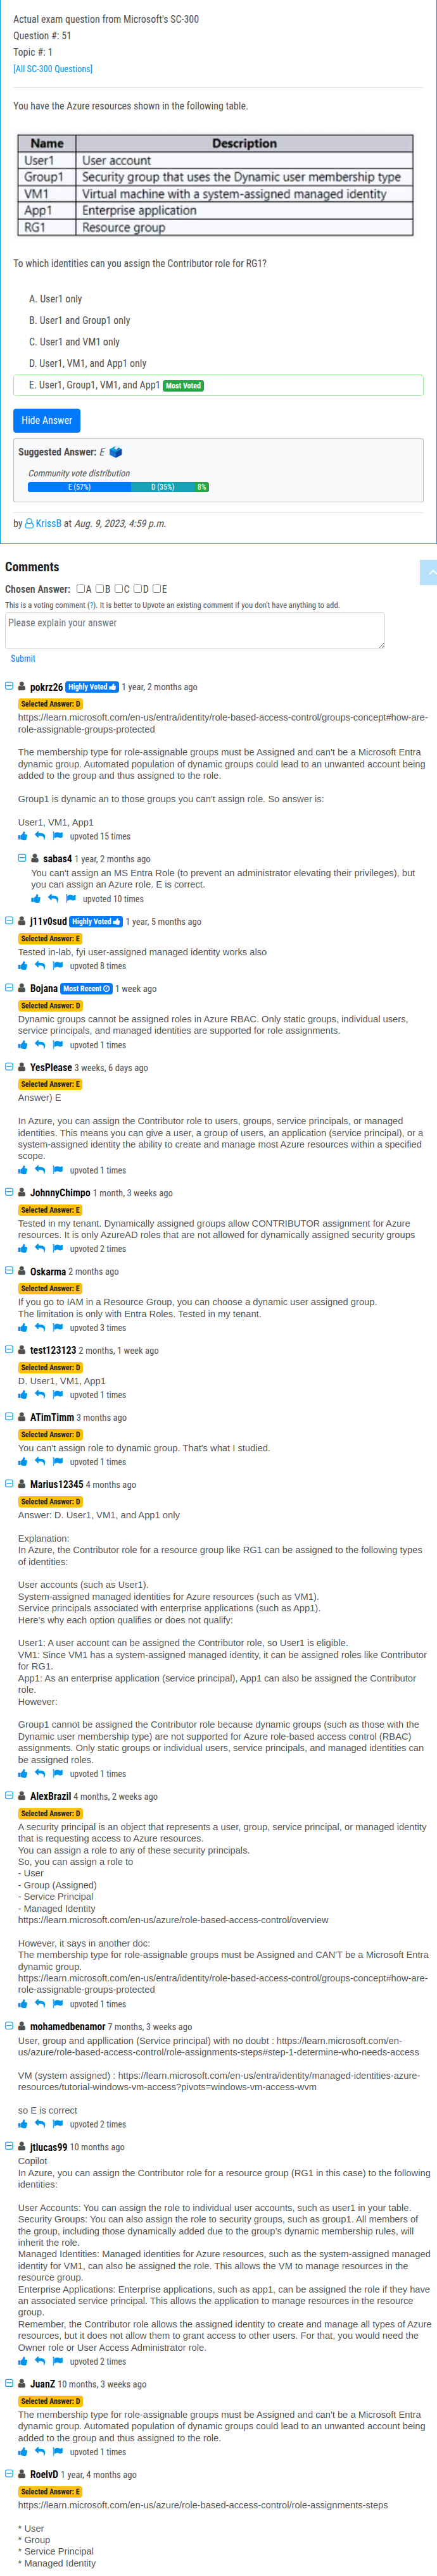 Actual exam question from Microsoft's SC-300
Question #: 51
Topic #: 1
[All SC-300 Questions]
You have the Azure resources shown in the following table.
Name Description
User1 User account
Group1 Security group that uses the Dynamic user membership type
VM1 Virtual machine with a system-assigned managed identity
App1 Enterprise application
RG1 Resource group
To which identities can you assign the Contributor role for RG1?
A. User1 only
B. User1 and Group1 only
C. User1 and VM1 only
D. User1, VM1, and App1 only
E. User1, Group1, VM1, and App1 Most Voted
Hide Answer
Suggested Answer: E
Community vote distribution
E (57%) D (35%) 8%
by KrissB at Aug. 9, 2023, 4:59 p.m.
Comments
Chosen Answer: A B C D E
This is a voting comment (?). It is better to Upvote an existing comment if you don't have anything to add.
Please explain your answer
Submit
pokrz26 Highly Voted 1 year, 2 months ago
Selected Answer: D
https://learn.microsoft.com/en-us/entra/identity/role-based-access-control/groups-concept#how-are-
role-assignable-groups-protected
The membership type for role-assignable groups must be Assigned and can't be a Microsoft Entra
dynamic group. Automated population of dynamic groups could lead to an unwanted account being
added to the group and thus assigned to the role.
Group1 is dynamic an to those groups you can't assign role. So answer is:
User1, VM1, App1
upvoted 15 times
sabas4 1 year, 2 months ago
You can't assign an MS Entra Role (to prevent an administrator elevating their privileges), but
you can assign an Azure role. E is correct.
upvoted 10 times
j11v0sud Highly Voted 1 year, 5 months ago
Selected Answer: E
Tested in-lab, fyi user-assigned managed identity works also
upvoted 8 times
Bojana Most Recent 1 week ago
Selected Answer: D
Dynamic groups cannot be assigned roles in Azure RBAC. Only static groups, individual users,
service principals, and managed identities are supported for role assignments.
upvoted 1 times
YesPlease 3 weeks, 6 days ago
Selected Answer: E
Answer) E
In Azure, you can assign the Contributor role to users, groups, service principals, or managed
identities. This means you can give a user, a group of users, an application (service principal), or a
system-assigned identity the ability to create and manage most Azure resources within a specified
scope.
upvoted 1 times
JohnnyChimpo 1 month, 3 weeks ago
Selected Answer: E
Tested in my tenant. Dynamically assigned groups allow CONTRIBUTOR assignment for Azure
resources. It is only AzureAD roles that are not allowed for dynamically assigned security groups
upvoted 2 times
Oskarma 2 months ago
Selected Answer: E
If you go to IAM in a Resource Group, you can choose a dynamic user assigned group.
The limitation is only with Entra Roles. Tested in my tenant.
upvoted 3 times
test123123 2 months, 1 week ago
Selected Answer: D
D. User1, VM1, App1
upvoted 1 times
ATimTimm 3 months ago
Selected Answer: D
You can't assign role to dynamic group. That's what I studied.
upvoted 1 times
Marius12345 4 months ago
Selected Answer: D
Answer: D. User1, VM1, and App1 only
Explanation:
In Azure, the Contributor role for a resource group like RG1 can be assigned to the following types
of identities:
User accounts (such as User1).
System-assigned managed identities for Azure resources (such as VM1).
Service principals associated with enterprise applications (such as App1).
Here's why each option qualifies or does not qualify:
User1: A user account can be assigned the Contributor role, so User1 is eligible.
VM1: Since VM1 has a system-assigned managed identity, it can be assigned roles like Contributor
for RG1.
App1: As an enterprise application (service principal), App1 can also be assigned the Contributor
role.
However:
Group1 cannot be assigned the Contributor role because dynamic groups (such as those with the
Dynamic user membership type) are not supported for Azure role-based access control (RBAC)
assignments. Only static groups or individual users, service principals, and managed identities can
be assigned roles.
upvoted 1 times
AlexBrazil 4 months, 2 weeks ago
Selected Answer: D
A security principal is an object that represents a user, group, service principal, or managed identity
that is requesting access to Azure resources.
You can assign a role to any of these security principals.
So, you can assign a role to
- User
- Group (Assigned)
- Service Principal
- Managed Identity
https://learn.microsoft.com/en-us/azure/role-based-access-control/overview
However, it says in another doc:
The membership type for role-assignable groups must be Assigned and CAN'T be a Microsoft Entra
dynamic group.
https://learn.microsoft.com/en-us/entra/identity/role-based-access-control/groups-concept#how-are-
role-assignable-groups-protected
upvoted 1 times
mohamedbenamor 7 months, 3 weeks ago
User, group and appllication (Service principal) with no doubt : https://learn.microsoft.com/en-
us/azure/role-based-access-control/role-assignments-steps#step-1-determine-who-needs-access
VM (system assigned) : https://learn.microsoft.com/en-us/entra/identity/managed-identities-azure-
resources/tutorial-windows-vm-access?pivots=windows-vm-access-wvm
so E is correct
upvoted 2 times
jtlucas99 10 months ago
Copilot
In Azure, you can assign the Contributor role for a resource group (RG1 in this case) to the following
identities:
User Accounts: You can assign the role to individual user accounts, such as user1 in your table.
Security Groups: You can also assign the role to security groups, such as group1. All members of
the group, including those dynamically added due to the group's dynamic membership rules, will
inherit the role.
Managed Identities: Managed identities for Azure resources, such as the system-assigned managed
identity for VM1, can also be assigned the role. This allows the VM to manage resources in the
resource group.
Enterprise Applications: Enterprise applications, such as app1, can be assigned the role if they have
an associated service principal. This allows the application to manage resources in the resource
group.
Remember, the Contributor role allows the assigned identity to create and manage all types of Azure
resources, but it does not allow them to grant access to other users. For that, you would need the
Owner role or User Access Administrator role.
upvoted 2 times
JuanZ 10 months, 3 weeks ago
Selected Answer: D
The membership type for role-assignable groups must be Assigned and can't be a Microsoft Entra
dynamic group. Automated population of dynamic groups could lead to an unwanted account being
added to the group and thus assigned to the role.
upvoted 1 times
RoelvD 1 year, 4 months ago
Selected Answer: E
https://learn.microsoft.com/en-us/azure/role-based-access-control/role-assignments-steps
* User
* Group
* Service Principal
* Managed Identity